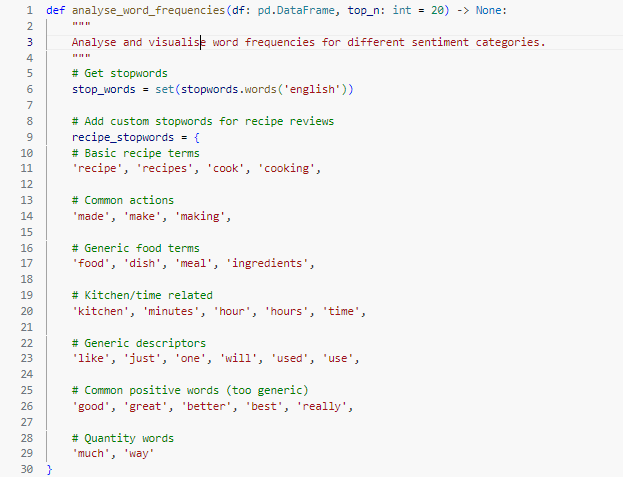 1 def analyse_word_frequencies(df: pd.DataFrame, top_n: int = 20) -> None:
2 """
3 Analyse and visualise word frequencies for different sentiment categories.
4 """
5 # Get stopwords
6 stop_words = set(stopwords.words('english'))
7
8 # Add custom stopwords for recipe reviews
9 recipe_stopwords = {
10 # Basic recipe terms
11 'recipe', 'recipes', 'cook', 'cooking',
12
13 # Common actions
14 'made', 'make', 'making',
15
16 # Generic food terms
17 'food', 'dish', 'meal', 'ingredients',
18
19 # Kitchen/time related
20 'kitchen', 'minutes', 'hour', 'hours', 'time',
21
22 # Generic descriptors
23 'like', 'just', 'one', 'will', 'used', 'use',
24
25 # Common positive words (too generic)
26 'good', 'great', 'better', 'best', 'really',
27
28 # Quantity words
29 'much', 'way'
30 }